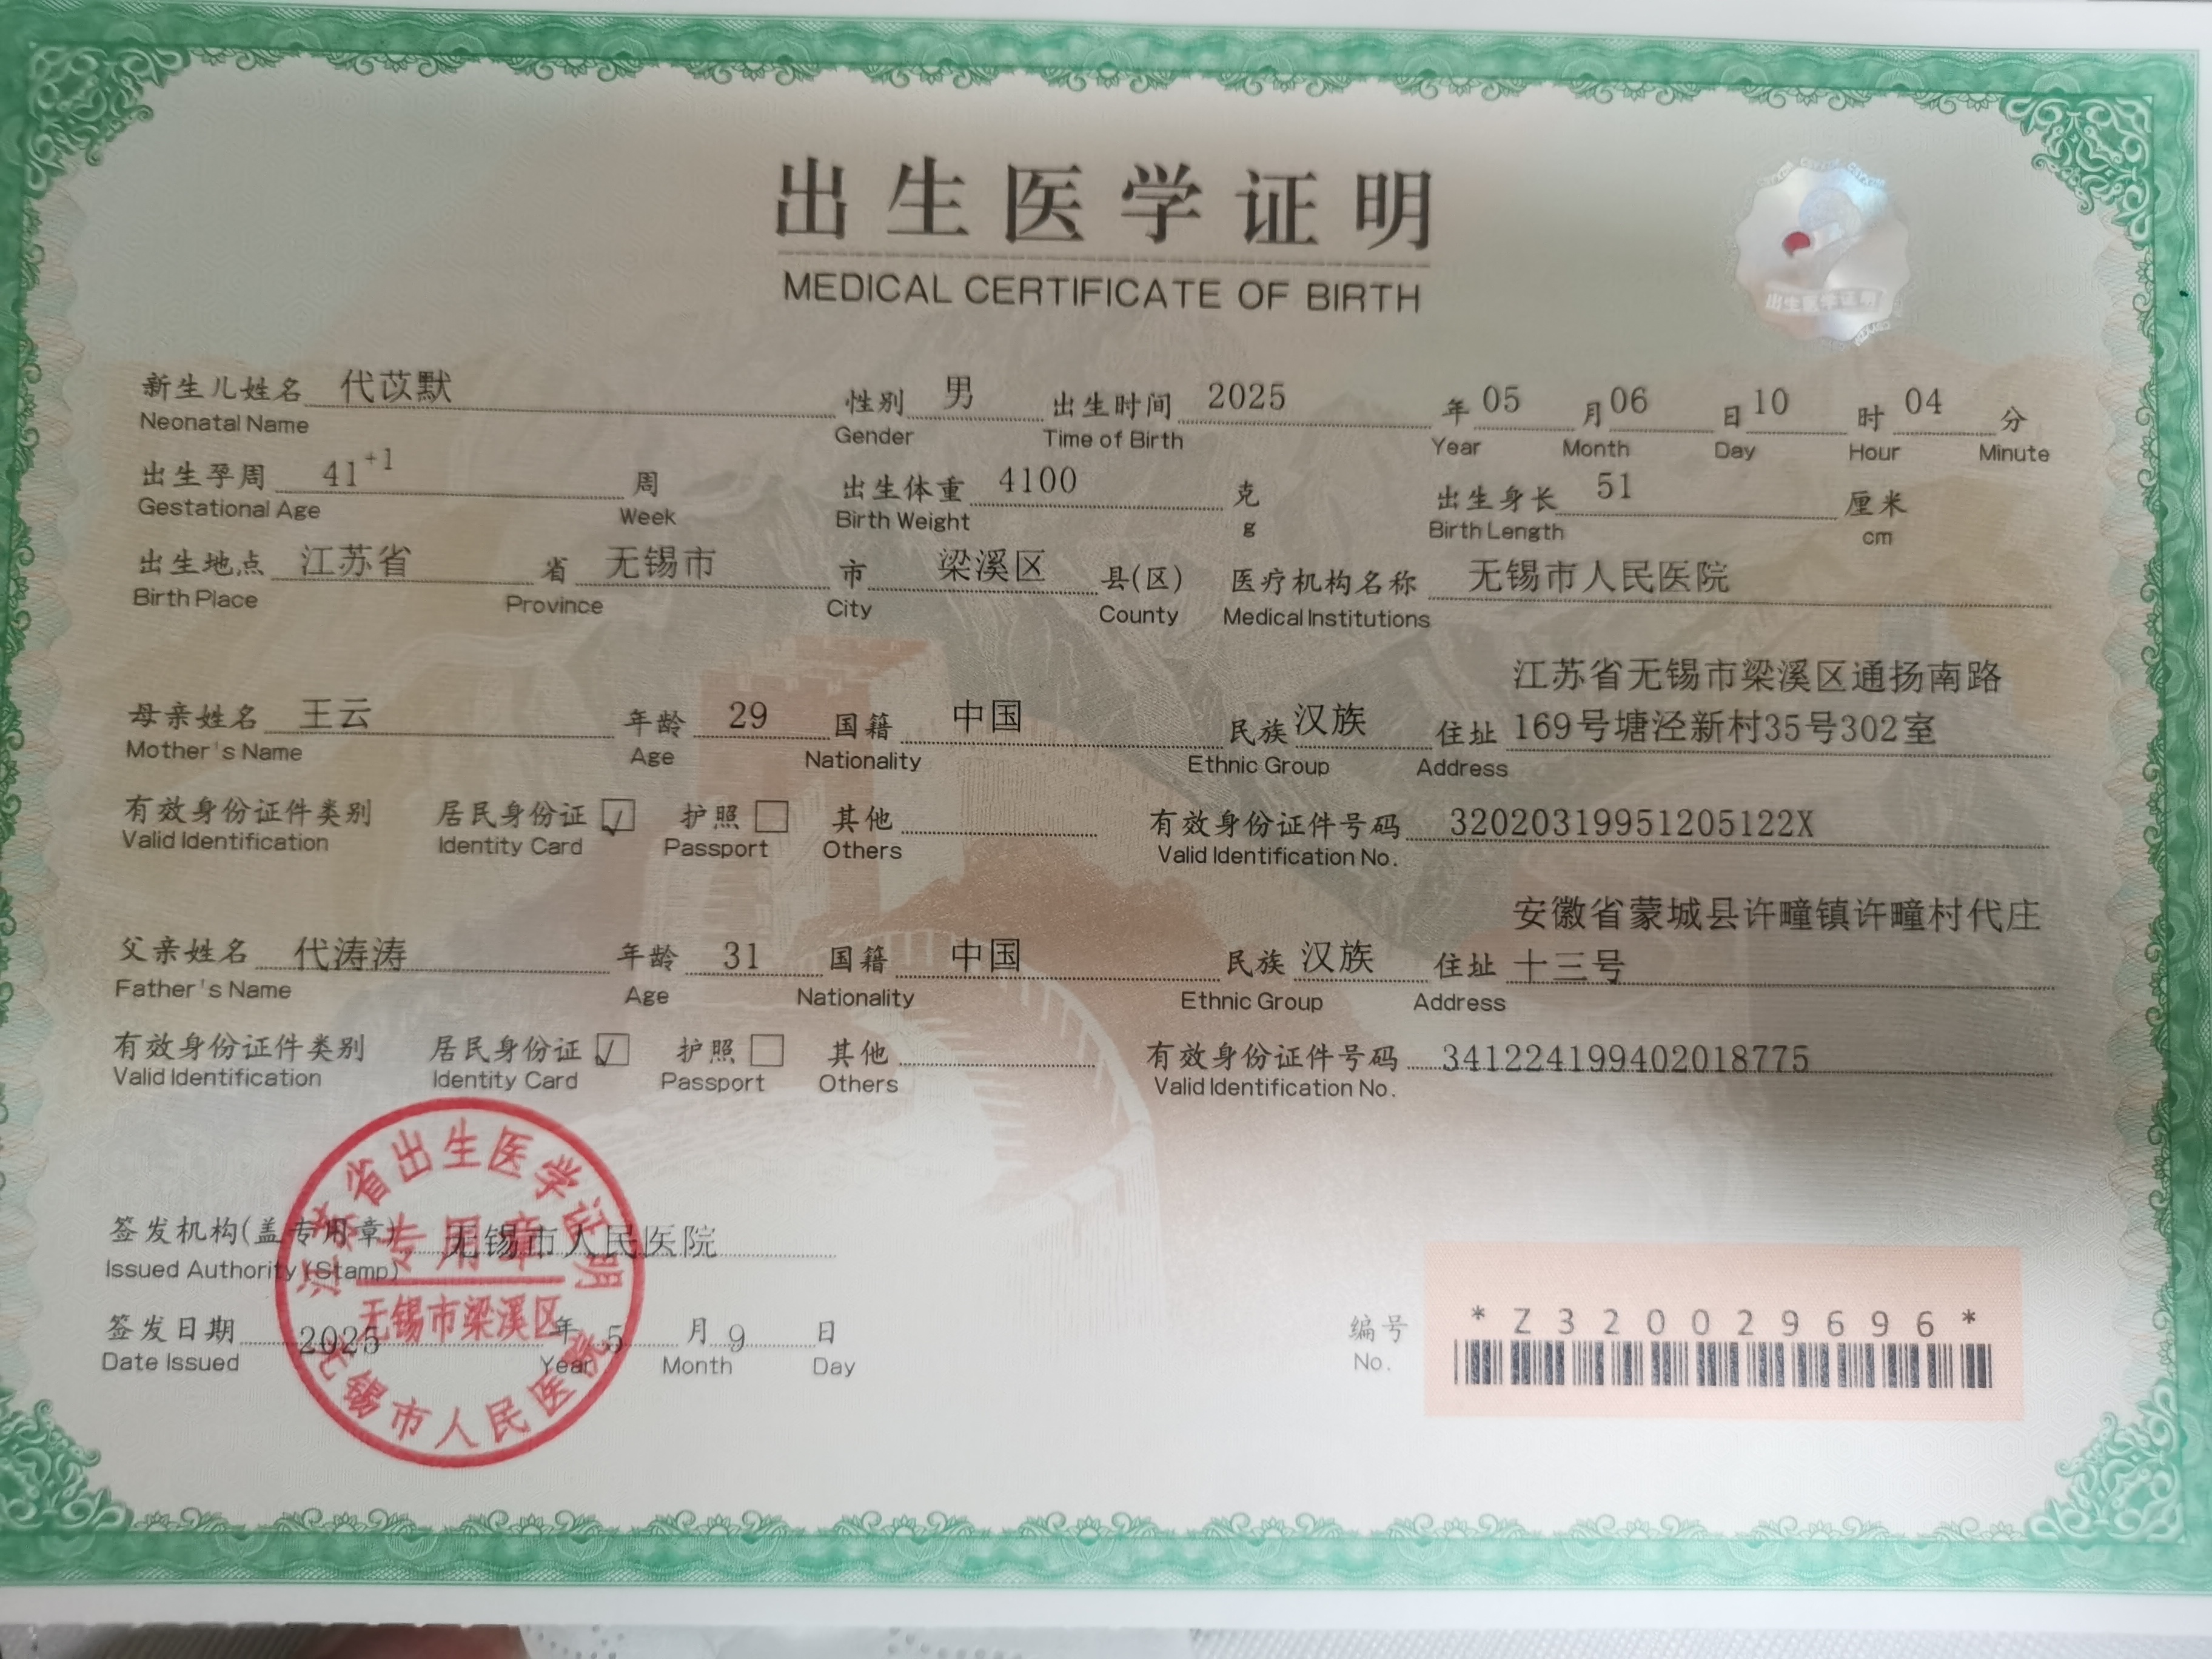 出生医学证明
MEDICAL CERTIFICATE OF BIRTH
出生医学证明
新生儿姓名 代苡默 性别 男 出生时间 2025 年 05 月 06 日 10 时 04 分
Neonatal Name Gender Time of Birth Year Month Day Hour Minute
出生孕周 41+1 周 出生体重 4100 克 出生身长 51 厘米
Gestational Age Week Birth Weight g Birth Length cm
出生地点 江苏省 省 无锡市 市 梁溪区 县(区) 医疗机构名称 无锡市人民医院
Birth Place Province City County Medical Institutions
江苏省无锡市梁溪区通扬南路
母亲姓名 王云 年龄 29 国籍 中国 民族 汉族 住址 169号塘泾新村35号302室
Mother's Name Age Nationality Ethnic Group Address
有效身份证件类别 居民身份证 ✓ 护照 其他 有效身份证件号码 32020319951205122X
Valid Identification Identity Card Passport Others Valid Identification No.
安徽省蒙城县许疃镇许疃村代庄
父亲姓名 代涛涛 年龄 31 国籍 中国 民族 汉族 住址 十三号
Father's Name Age Nationality Ethnic Group Address
有效身份证件类别 居民身份证 ✓ 护照 其他 有效身份证件号码 341224199402018775
Valid Identification Identity Card Passport Others Valid Identification No.
江苏省出生医学证明
专用章
无锡市梁溪区
无锡市人民医院
签发机构(盖专用章) 无锡市人民医院
Issued Authority (Stamp)
签发日期 2025 年 5 月 9 日
Date Issued Year Month Day
编号 *Z320029696*
No.